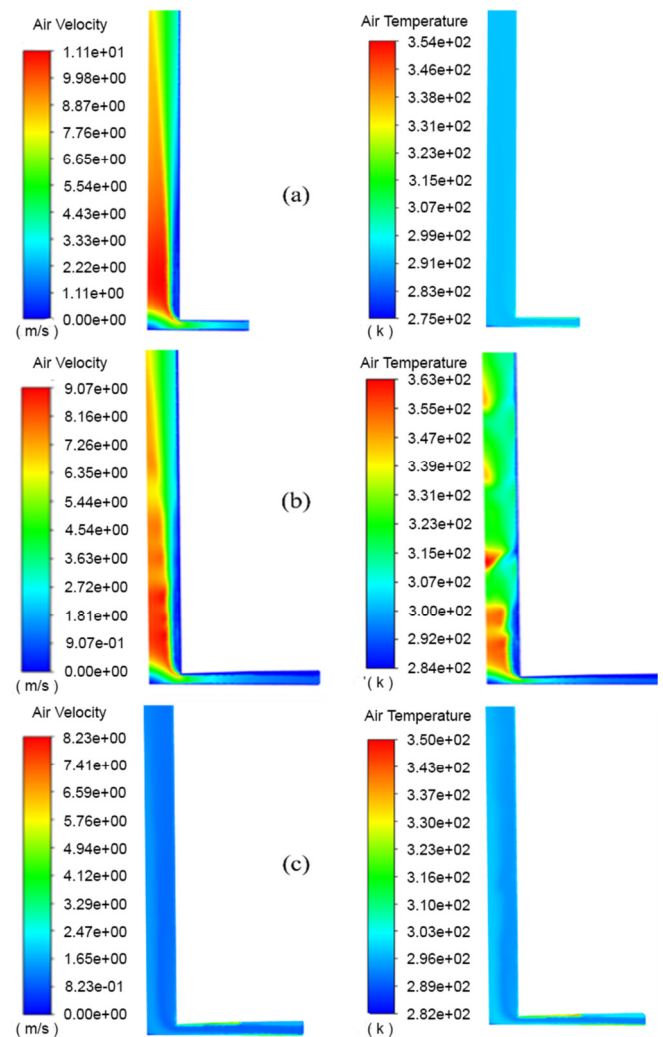 Air Velocity
1.11e+01
9.98e+00
8.87e+00
7.76e+00
6.65e+00
5.54e+00
4.43e+00
3.33e+00
2.22e+00
1.11e+00
0.00e+00
( m/s )
(a)
Air Temperature
3.54e+02
3.46e+02
3.38e+02
3.31e+02
3.23e+02
3.15e+02
3.07e+02
2.99e+02
2.91e+02
2.83e+02
2.75e+02
( k )
Air Velocity
9.07e+00
8.16e+00
7.26e+00
6.35e+00
5.44e+00
4.54e+00
3.63e+00
2.72e+00
1.81e+00
9.07e-01
0.00e+00
( m/s )
(b)
Air Temperature
3.63e+02
3.55e+02
3.47e+02
3.39e+02
3.31e+02
3.23e+02
3.15e+02
3.07e+02
3.00e+02
2.92e+02
2.84e+02
( k )
Air Velocity
8.23e+00
7.41e+00
6.59e+00
5.76e+00
4.94e+00
4.12e+00
3.29e+00
2.47e+00
1.65e+00
8.23e-01
0.00e+00
( m/s )
(c)
Air Temperature
3.50e+02
3.43e+02
3.36e+02
3.30e+02
3.23e+02
3.16e+02
3.09e+02
3.02e+02
2.96e+02
2.89e+02
2.82e+02
( k )